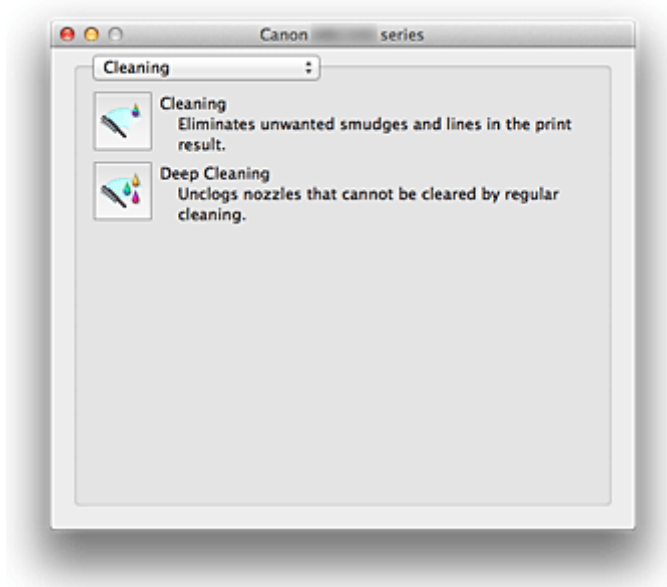 Canon series
Cleaning
Cleaning
Eliminates unwanted smudges and lines in the print
result.
Deep Cleaning
Unclogs nozzles that cannot be cleared by regular
cleaning.